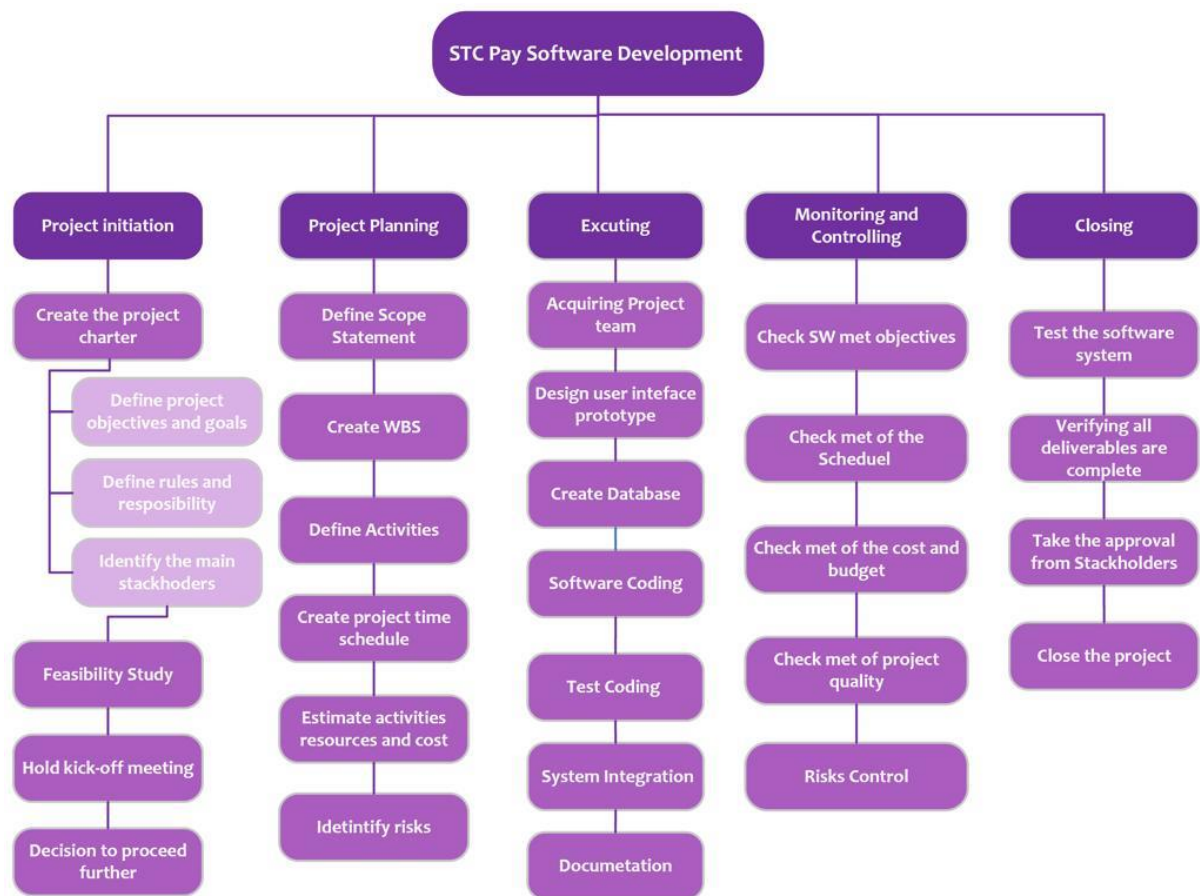 STC Pay Software Development
Project initiation
Create the project
charter
Define project
objectives and goals
Define rules and
resposibility
Identify the main
stackhoders
Feasibility Study
Hold kick-off meeting
Decision to proceed
further
Project Planning
Define Scope
Statement
Create WBS
Define Activities
Create project time
schedule
Estimate activities
resources and cost
Idetintify risks
Excuting
Acquiring Project
team
Design user inteface
prototype
Create Database
Software Coding
Test Coding
System Integration
Documetation
Monitoring and
Controlling
Check SW met objectives
Check met of the
Scheduel
Check met of the cost and
budget
Check met of project
quality
Risks Control
Closing
Test the software
system
Verifying all
deliverables are
complete
Take the approval
from Stackholders
Close the project